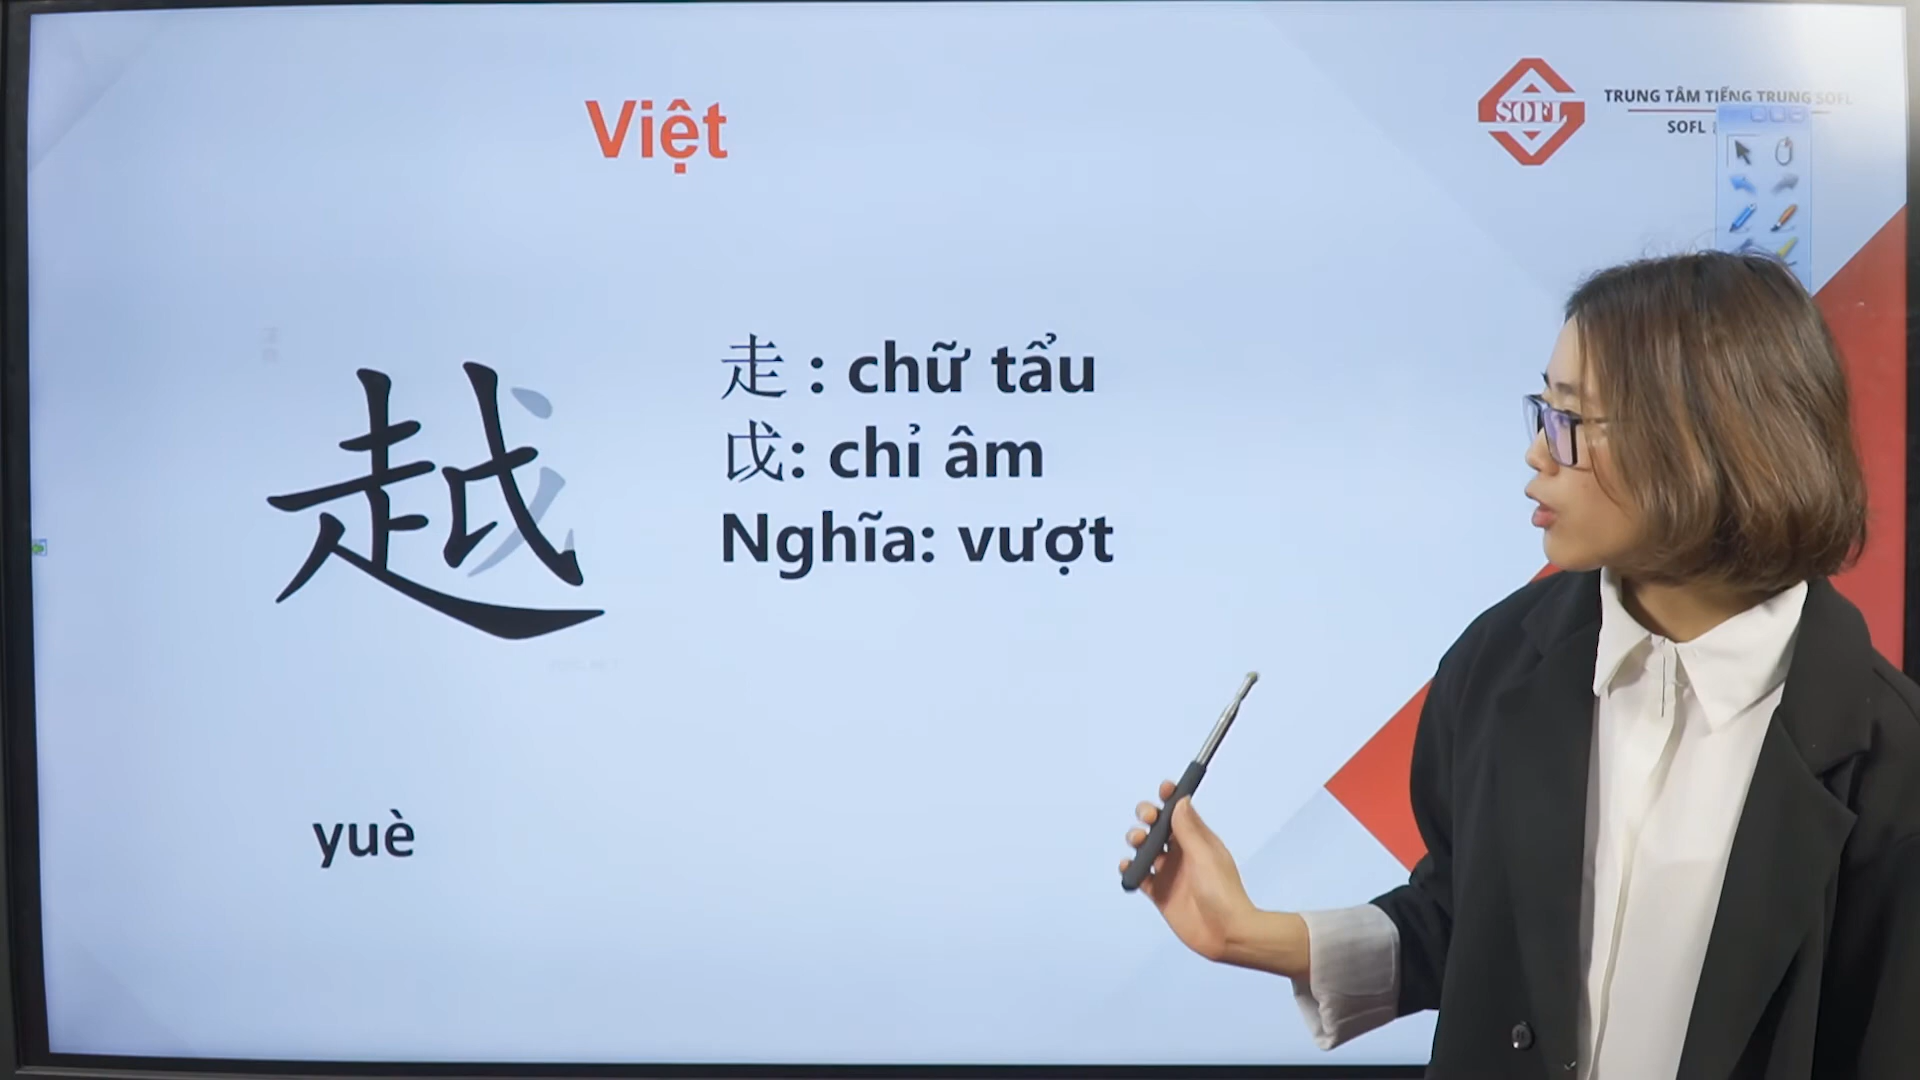 Việt
SOFL
TRUNG TÂM TIẾNG TRUNG SOFL
SOFL
越
走 : chữ tẩu
戉: chỉ âm
Nghĩa: vượt
yuè